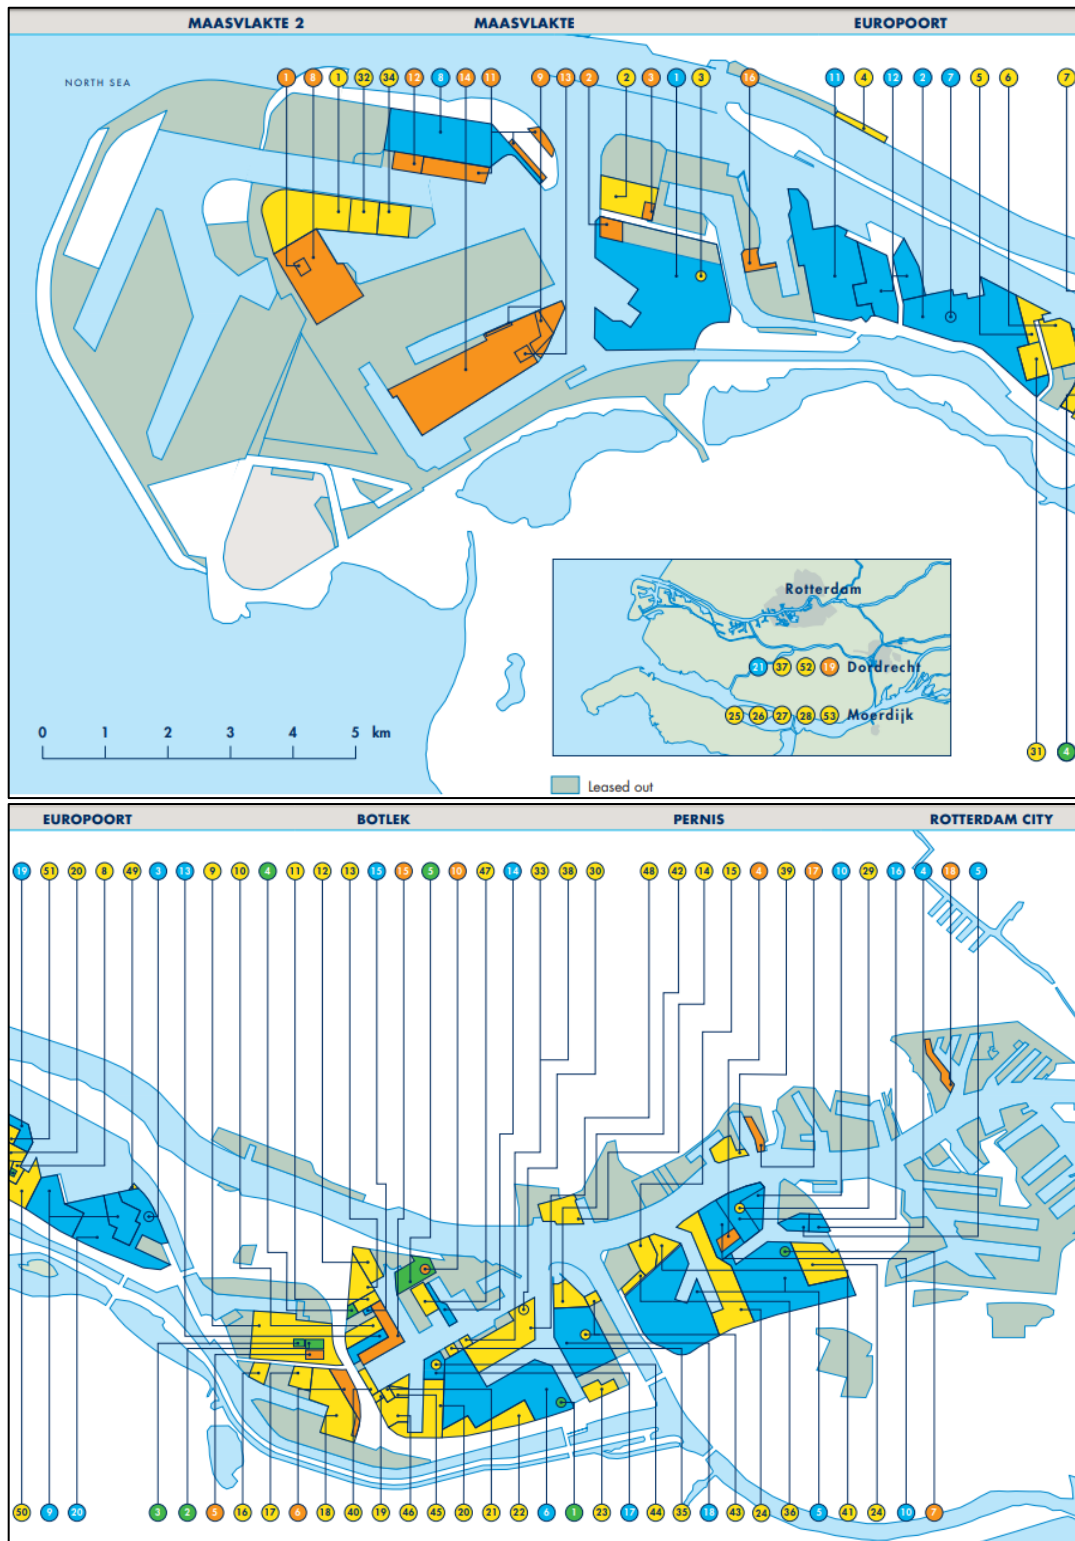 MAASVLAKTE 2 MAASVLAKTE EUROPOORT
NORTH SEA
1 8 1 32 34 12 8 14 11 9 13 2 2 3 1 3 16 11 4 12 2 7 5 6 7
Rotterdam
21 37 52 19 Dordrecht
25 26 27 28 53 Moerdijk
0 1 2 3 4 5 km
31 4
Leased out
EUROPOORT BOTLEK PERNIS ROTTERDAM CITY
19 51 20 8 49 3 13 9 10 4 11 12 13 15 15 5 10 47 14 33 38 30 48 42 14 15 4 39 17 10 29 16 4 18 5
50 9 20 3 2 5 16 17 6 18 40 19 46 45 20 21 22 6 1 23 17 44 35 18 43 24 36 5 41 24 10 7